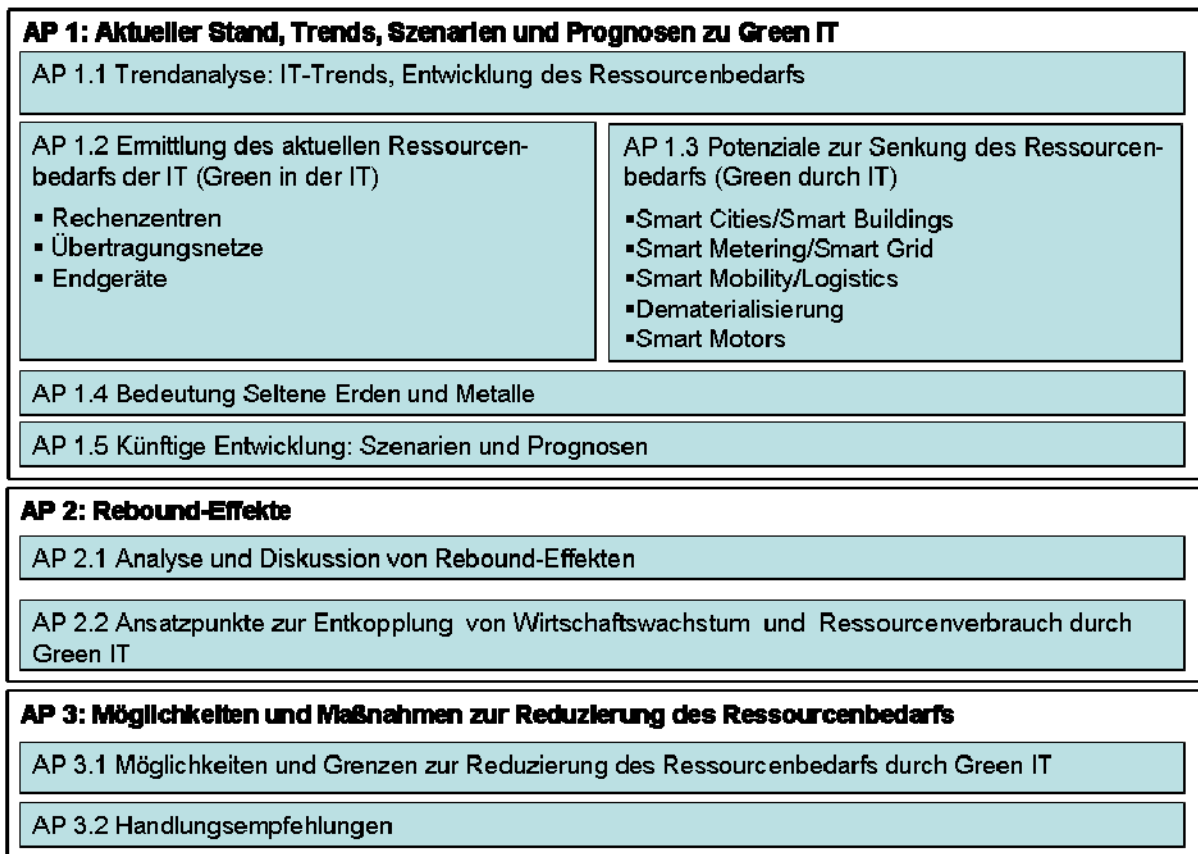 AP 1: Aktueller Stand, Trends, Szenarien und Prognosen zu Green IT
AP 1.1 Trendanalyse: IT-Trends, Entwicklung des Ressourcenbedarfs
AP 1.2 Ermittlung des aktuellen Ressourcen-
bedarfs der IT (Green in der IT)
▪ Rechenzentren
▪ Übertragungsnetze
▪ Endgeräte
AP 1.3 Potenziale zur Senkung des Ressourcen-
bedarfs (Green durch IT)
▪Smart Cities/Smart Buildings
▪Smart Metering/Smart Grid
▪Smart Mobility/Logistics
▪Dematerialisierung
▪Smart Motors
AP 1.4 Bedeutung Seltene Erden und Metalle
AP 1.5 Künftige Entwicklung: Szenarien und Prognosen
AP 2: Rebound-Effekte
AP 2.1 Analyse und Diskussion von Rebound-Effekten
AP 2.2 Ansatzpunkte zur Entkopplung von Wirtschaftswachstum und Ressourcenverbrauch durch
Green IT
AP 3: Möglichkeiten und Maßnahmen zur Reduzierung des Ressourcenbedarfs
AP 3.1 Möglichkeiten und Grenzen zur Reduzierung des Ressourcenbedarfs durch Green IT
AP 3.2 Handlungsempfehlungen